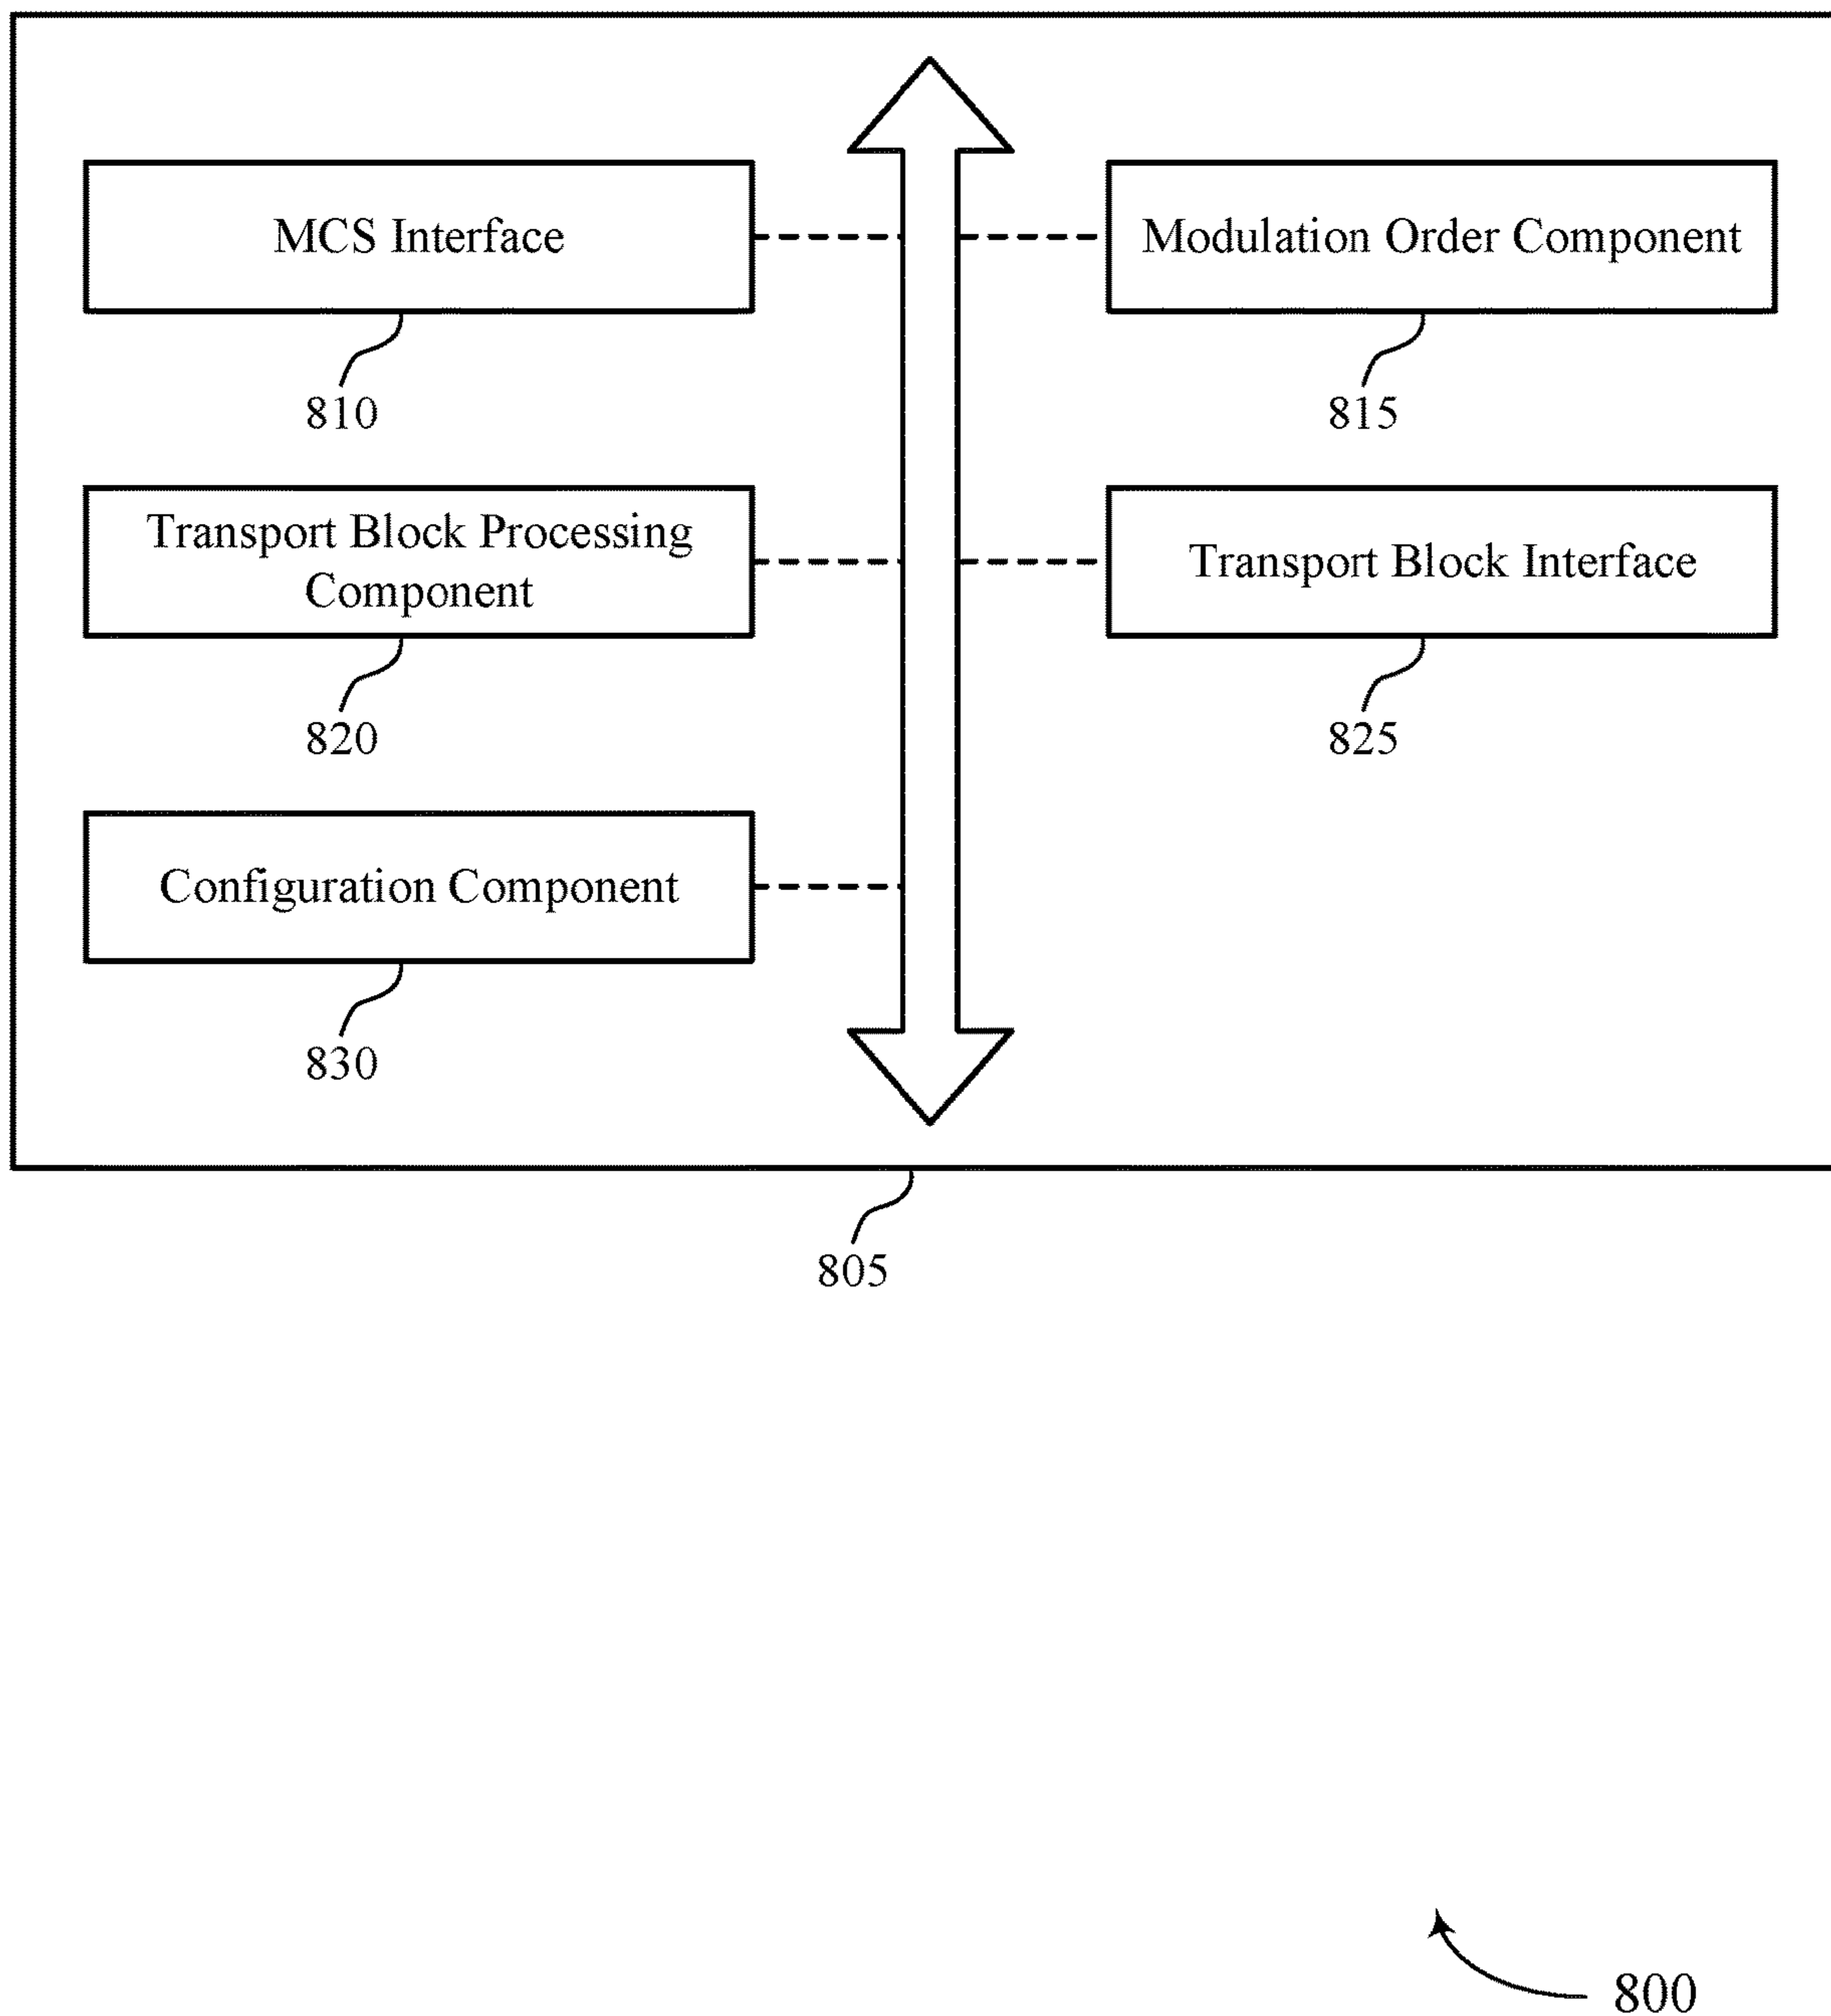 MCS Interface
810
Modulation Order Component
815
Transport Block Processing
Component
820
Transport Block Interface
825
Configuration Component
830
805
800